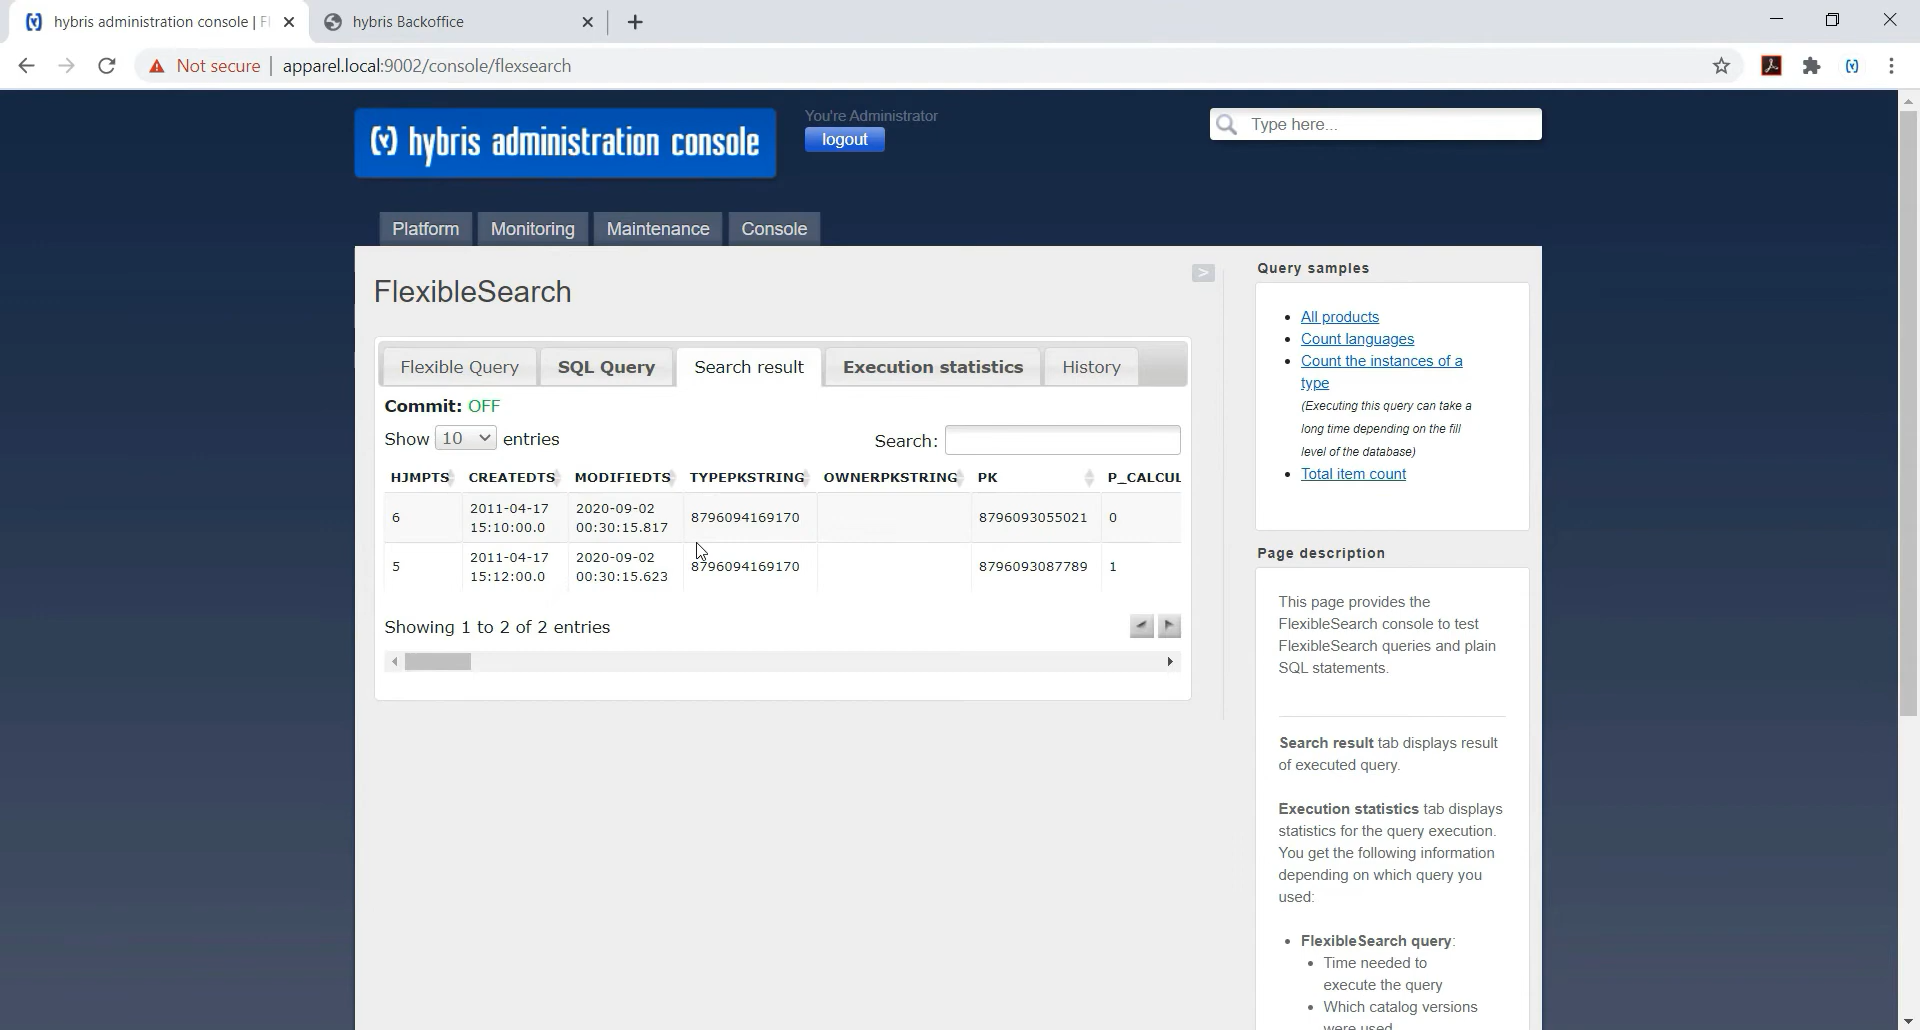 hybris administration console | Fl
hybris Backoffice
Not secure | apparel.local:9002/console/flexsearch
(y) hybris administration console
You're Administrator
logout
Type here...
Platform
Monitoring
Maintenance
Console
FlexibleSearch
>
Flexible Query
SQL Query
Search result
Execution statistics
History
Commit: OFF
Show 10 entries
Search:
HJMPTS CREATEDTS MODIFIEDTS TYPEPKSTRING OWNERPKSTRING PK P_CALCUL
6 2011-04-17 15:10:00.0 2020-09-02 00:30:15.817 8796094169170 8796093055021 0
5 2011-04-17 15:12:00.0 2020-09-02 00:30:15.623 8796094169170 8796093087789 1
Showing 1 to 2 of 2 entries
Query samples
• All products
• Count languages
• Count the instances of a
type
(Executing this query can take a
long time depending on the fill
level of the database)
• Total item count
Page description
This page provides the
FlexibleSearch console to test
FlexibleSearch queries and plain
SQL statements.
Search result tab displays result
of executed query.
Execution statistics tab displays
statistics for the query execution.
You get the following information
depending on which query you
used:
• FlexibleSearch query:
• Time needed to
execute the query
• Which catalog versions
were used